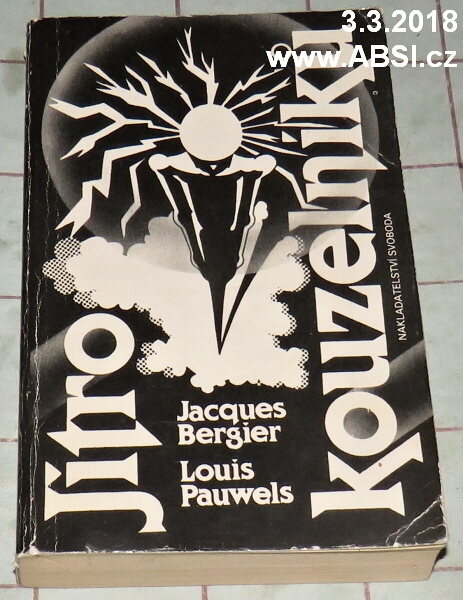 3.3.2018
www.ABSI.cz
Jitro
kouzelníků
Jacques
Bergier
Louis
Pauwels
NAKLADATELSTVÍ SVOBODA